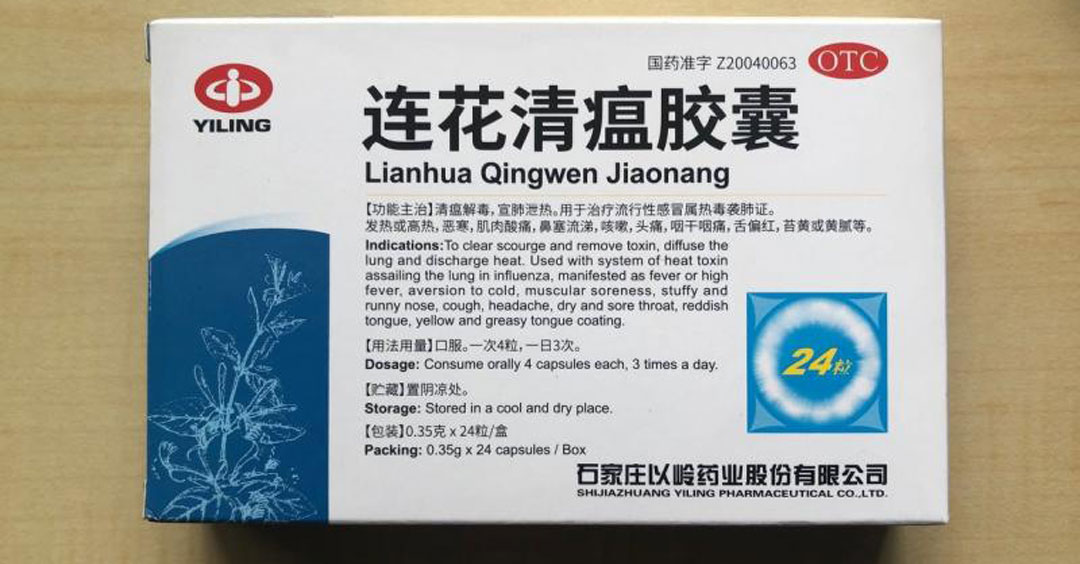 YILING
国药准字 Z20040063
OTC
连花清瘟胶囊
Lianhua Qingwen Jiaonang
【功能主治】清瘟解毒，宣肺泄热。用于治疗流行性感冒属热毒袭肺证。
发热或高热，恶寒，肌肉酸痛，鼻塞流涕，咳嗽，头痛，咽干咽痛，舌偏红，苔黄或黄腻等。
Indications:To clear scourge and remove toxin, diffuse the
lung and discharge heat. Used with system of heat toxin
assailing the lung in influenza, manifested as fever or high
fever, aversion to cold, muscular soreness, stuffy and
runny nose, cough, headache, dry and sore throat, reddish
tongue, yellow and greasy tongue coating.
【用法用量】口服。一次4粒，一日3次。
Dosage: Consume orally 4 capsules each, 3 times a day.
【贮藏】置阴凉处。
Storage: Stored in a cool and dry place.
【包装】0.35克 x 24粒/盒
Packing: 0.35g x 24 capsules / Box
24粒
石家庄以岭药业股份有限公司
SHIJIAZHUANG YILING PHARMACEUTICAL CO.,LTD.